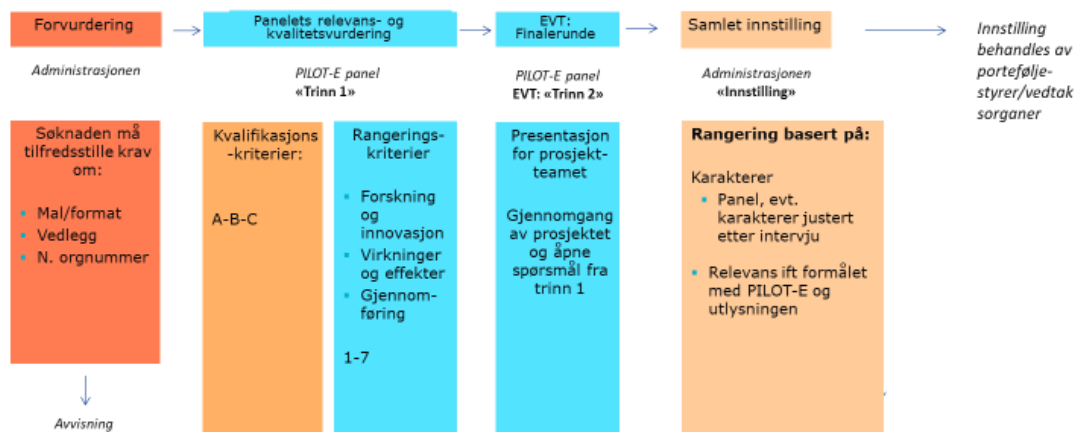 Forvurdering
Panelets relevans- og
kvalitetsvurdering
EVT:
Finalerunde
Samlet innstilling
Innstilling
behandles av
portefølje-
styrer/vedtak
sorganer
Administrasjonen
PILOT-E panel
«Trinn 1»
PILOT-E panel
EVT: «Trinn 2»
Administrasjonen
«Innstilling»
Søknaden må
tilfredsstille krav
om:
Mal/format
Vedlegg
N. orgnummer
Kvalifikasjons
-kriterier:
A-B-C
Rangerings-
kriterier
Forskning
og
innovasjon
Virkninger
og effekter
Gjennom-
føring
1-7
Presentasjon
for prosjekt-
teamet
Gjennomgang
av prosjektet
og åpne
spørsmål fra
trinn 1
Rangering basert på:
Karakterer
Panel, evt.
karakterer justert
etter intervju
Relevans ift formålet
med PILOT-E og
utlysningen
Avvisning